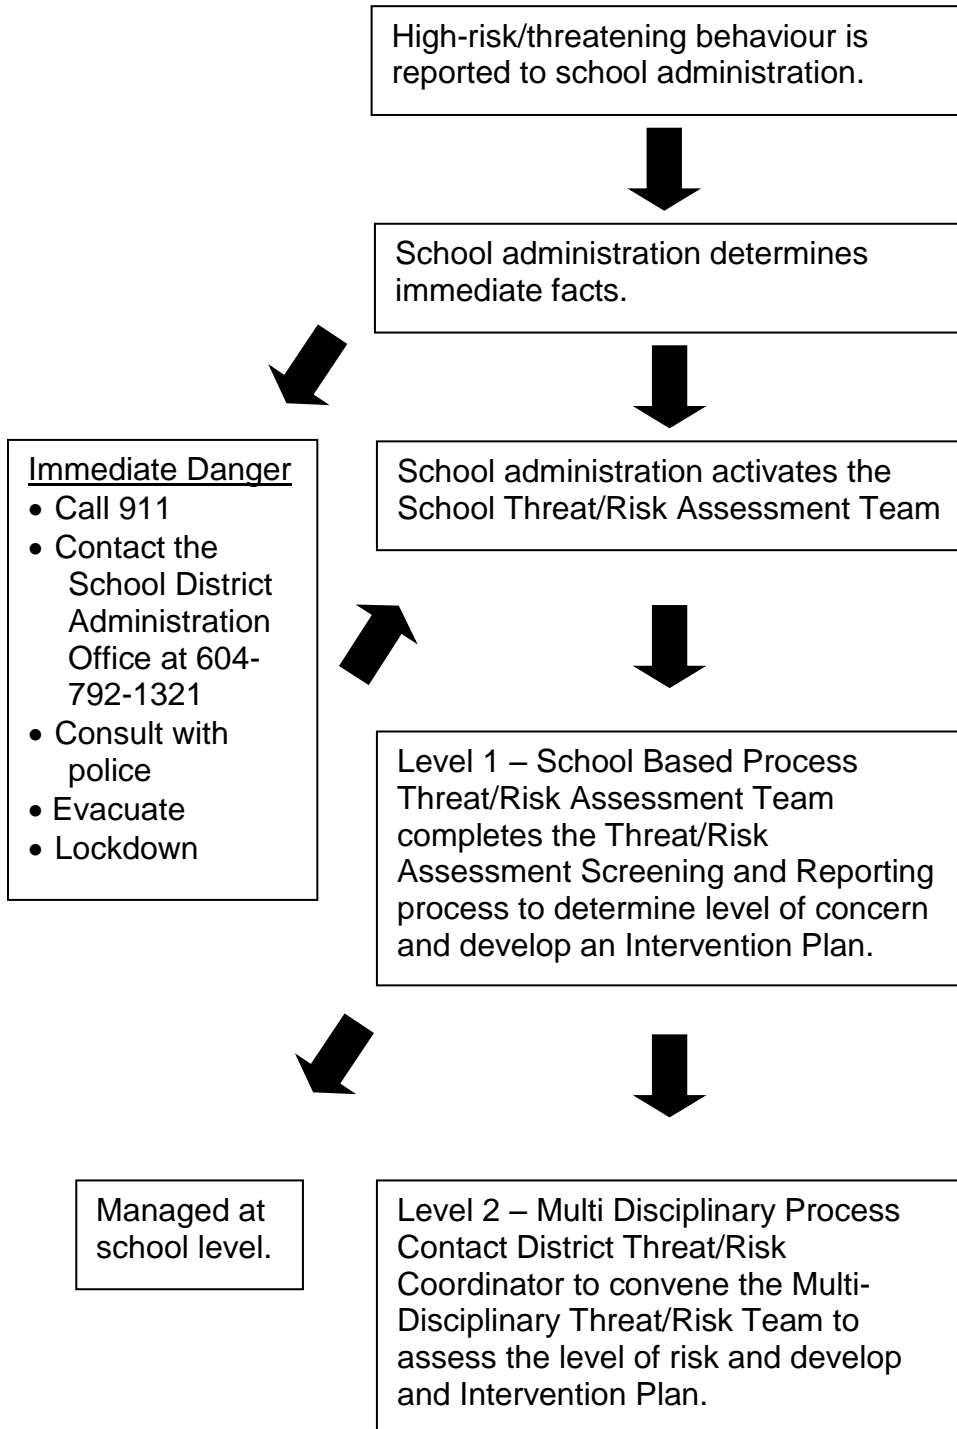 High-risk/threatening behaviour is
reported to school administration.
School administration determines
immediate facts.
Immediate Danger
• Call 911
• Contact the
School District
Administration
Office at 604-
792-1321
• Consult with
police
• Evacuate
• Lockdown
School administration activates the
School Threat/Risk Assessment Team
Level 1 – School Based Process
Threat/Risk Assessment Team
completes the Threat/Risk
Assessment Screening and Reporting
process to determine level of concern
and develop an Intervention Plan.
Managed at
school level.
Level 2 – Multi Disciplinary Process
Contact District Threat/Risk
Coordinator to convene the Multi-
Disciplinary Threat/Risk Team to
assess the level of risk and develop
and Intervention Plan.